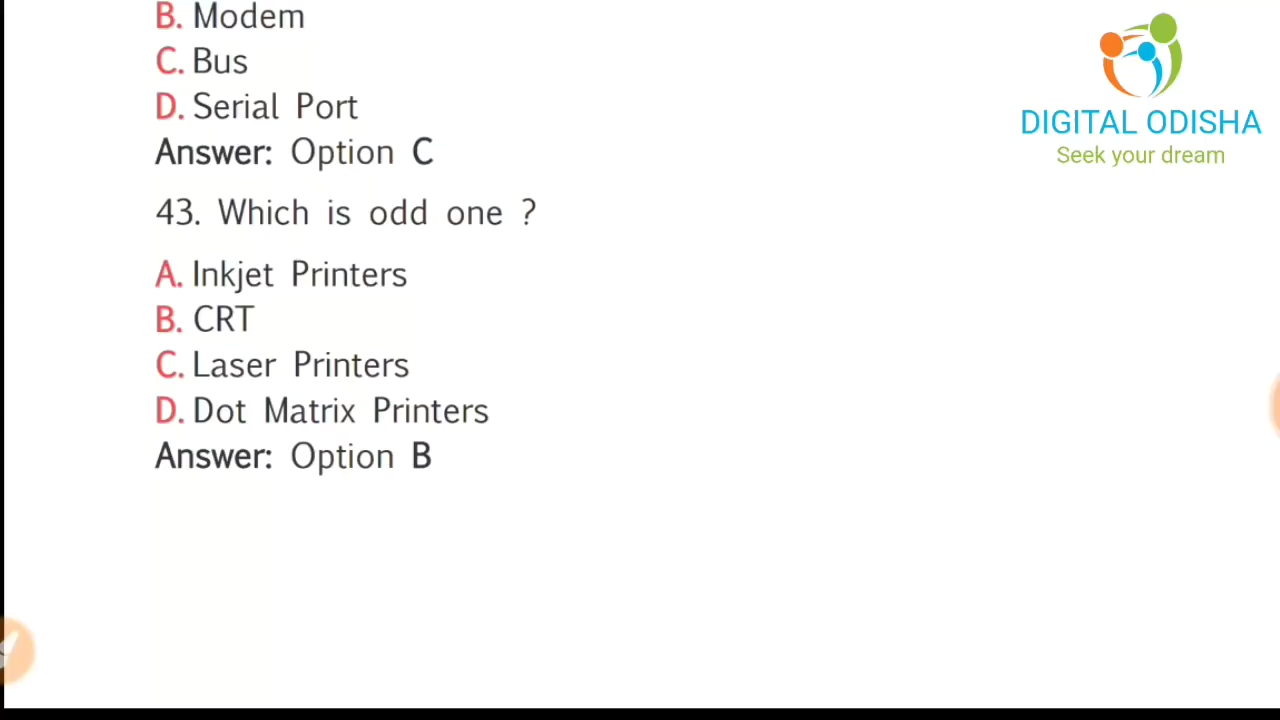 B. Modem
C. Bus
D. Serial Port
Answer: Option C
43. Which is odd one ?
A. Inkjet Printers
B. CRT
C. Laser Printers
D. Dot Matrix Printers
Answer: Option B
DIGITAL ODISHA
Seek your dream